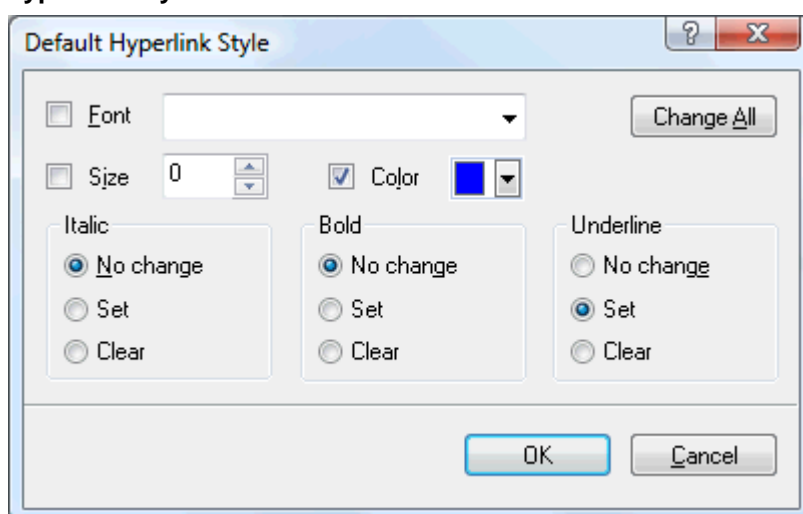 Default Hyperlink Style
Font
Change All
Size 0 Color
Italic Bold Underline
No change No change No change
Set Set Set
Clear Clear Clear
OK Cancel